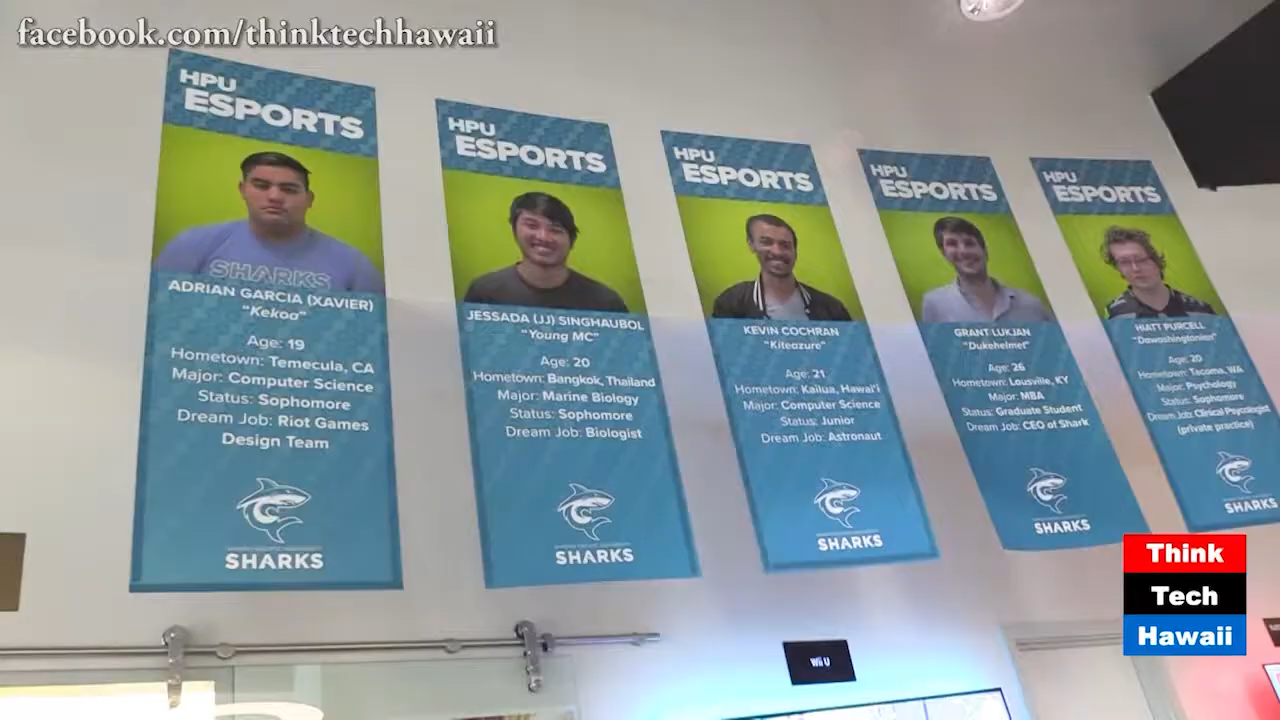 facebook.com/thinktechhawaii
HPU
ESPORTS
SHARKS
ADRIAN GARCIA (XAVIER)
"Kekoa"
Age: 19
Hometown: Temecula, CA
Major: Computer Science
Status: Sophomore
Dream Job: Riot Games
Design Team
SHARKS
HPU
ESPORTS
JESSADA (JJ) SINGHAUBOL
"Young MC"
Age: 20
Hometown: Bangkok, Thailand
Major: Marine Biology
Status: Sophomore
Dream Job: Biologist
SHARKS
HPU
ESPORTS
KEVIN COCHRAN
"Kiteazure"
Age: 21
Hometown: Kailua, Hawai'i
Major: Computer Science
Status: Junior
Dream Job: Astronaut
SHARKS
HPU
ESPORTS
GRANT LUKJAN
"Dukehelmet"
Age: 26
Hometown: Lousville, KY
Major: MBA
Status: Graduate Student
Dream Job: CEO of Shark
SHARKS
HPU
ESPORTS
HIATT PURCELL
"Dawashingtonian"
Age: 20
Hometown: Tacoma, WA
Major: Psychology
Status: Sophomore
Dream Job: Clinical Psychologist
(private practice)
SHARKS
Think
Tech
Hawaii
Wii U